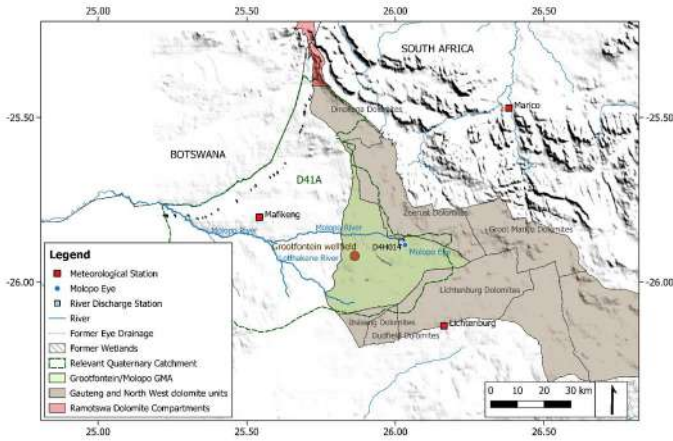 25.00 25.50 26.00 26.50
SOUTH AFRICA
Dinokana Dolomites
Marico
-25.50 -25.50
BOTSWANA
D41A
Mafikeng
Zeerust Dolomites
Molopo River
Molopo River
Groot Marico Dolomites
Grootfontein wellfield
D4H014
Molopo Eye
Lotlhakane River
-26.00 -26.00
Lichtenburg Dolomites
Lichtenburg
Dudfield Dolomites
Legend
Meteorological Station
Molopo Eye
River Discharge Station
River
Former Eye Drainage
Former Wetlands
Relevant Quaternary Catchment
Grootfontein/Molopo GMA
Gauteng and North West dolomite units
Ramotswa Dolomite Compartments
0 10 20 30 km
25.00 25.50 26.00 26.50